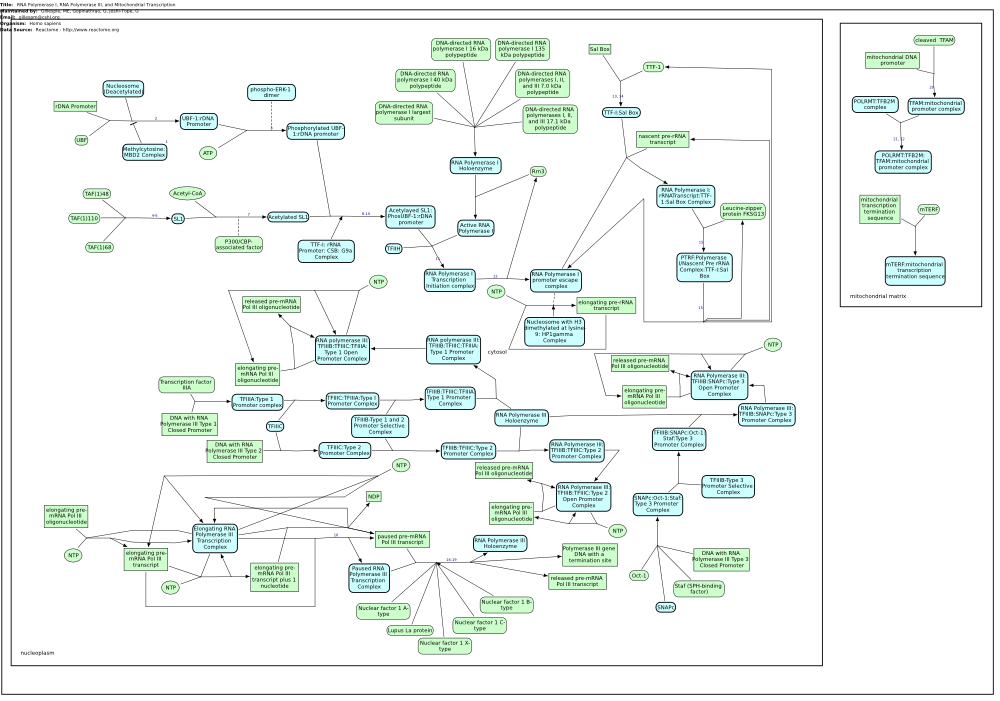 Title: RNA Polymerase I, RNA Polymerase III, and Mitochondrial Transcription
Maintained by: Gillespie, ME, Gopinathrao, G, Joshi-Tope, G
Email: gillespm@cshl.org
Organism: Homo sapiens
Data Source: Reactome - http://www.reactome.org
Nucleosome
(Deacetylated)
rDNA Promoter
UBF
2
Methylcytosine:
MBD2 Complex
UBF-1:rDNA
Promoter
ATP
phospho-ERK-1
dimer
Phosphorylated UBF-
1:rDNA promoter
TAF(1)48
TAF(1)110
TAF(1)68
4-6
SL1
Acetyl-CoA
7
P300/CBP-
associated factor
Acetylated SL1
TTF-I: rRNA
Promoter: CSB: G9a
Complex
8,10
Acetylayed SL1:
PhosUBF-1:rDNA
promoter
DNA-directed RNA
polymerase I 16 kDA
polypeptide
DNA-directed RNA
polymerase I 135
kDa polypeptide
DNA-directed RNA
polymerase I 40 kDa
polypeptide
DNA-directed RNA
polymerases I, II,
and III 7.0 kDa
polypeptide
DNA-directed RNA
polymerase I largest
subunit
DNA-directed RNA
polymerases I, II,
and III 17.1 kDa
polypeptide
RNA Polymerase I
Holoenzyme
Rrn3
Active RNA
Polymerase I
TFIIH
RNA Polymerase I
Transcription
Initiation complex
RNA Polymerase I
promoter escape
complex
NTP
elongating pre-rRNA
transcript
Nucleosome with H3
dimethylated at lysine-
9: HP1gamma
Complex
Sal Box
TTF-1
TTF-I:Sal Box
nascent pre-rRNA
transcript
RNA Polymerase I:
rRNATranscript:TTF-
1:Sal Box Complex
Leucine-zipper
protein FKSG13
15
PTRF:Polymerase
I/Nascent Pre rRNA
Complex:TTF-I:Sal
Box
cleaved TFAM
mitochondrial DNA
promoter
POLRMT:TFB2M
complex
TFAM:mitochondrial
promoter complex
POLRMT:TFB2M:
TFAM:mitochondrial
promoter complex
mitochondrial
transcription
termination
sequence
mTERF
mTERF:mitochondrial
transcription
termination sequence
mitochondrial matrix
NTP
released pre-mRNA
Pol III oligonucleotide
RNA polymerase III:
TFIIIB:TFIIIC:TFIIIA:
Type 1 Open
Promoter Complex
elongating pre-
mRNA Pol III
oligonucleotide
RNA polymerase III:
TFIIIB:TFIIIC:TFIIIA:
Type 1 Promoter
Complex
cytosol
Transcription factor
IIIA
DNA with RNA
Polymerase III Type 1
Closed Promoter
TFIIIA:Type 1
Promoter complex
TFIIIC
TFIIIC:TFIIIA:Type I
Promoter Complex
TFIIIB:TFIIIC:TFIIIA
Type 1 Promoter
Complex
TFIIIB-Type 1 and 2
Promoter Selective
Complex
DNA with RNA
Polymerase III Type 2
Closed Promoter
TFIIIC:Type 2
Promoter Complex
TFIIIB:TFIIIC:Type 2
Promoter Complex
RNA Polymerase III
Holoenzyme
RNA Polymerase III:
TFIIIB:TFIIIC:Type 2
Promoter Complex
NTP
released pre-mRNA
Pol III oligonucleotide
RNA Polymerase III:
TFIIIB:SNAPc:Type 3
Open Promoter
Complex
elongating pre-
mRNA Pol III
oligonucleotide
RNA Polymerase III:
TFIIIB:SNAPc:Type 3
Promoter Complex
TFIIIB:SNAPc:Oct-1:
Staf:Type 3
Promoter Complex
TFIIIB-Type 3
Promoter Selective
Complex
SNAPc:Oct-1:Staf:
Type 3 Promoter
Complex
DNA with RNA
Polymerase III Type 3
Closed Promoter
Oct-1
Staf (SPH-binding
factor)
SNAPc
released pre-mRNA
Pol III oligonucleotide
RNA Polymerase III:
TFIIIB:TFIIIC:Type 2
Open Promoter
Complex
elongating pre-
mRNA Pol III
oligonucleotide
NTP
NTP
NDP
elongating pre-
mRNA Pol III
oligonucleotide
NTP
elongating pre-
mRNA Pol III
transcript
Elongating RNA
Polymerase III
Transcription
Complex
NTP
elongating pre-
mRNA Pol III
transcript plus 1
nucleotide
paused pre-mRNA
Pol III transcript
Paused RNA
Polymerase III
Transcription
Complex
RNA Polymerase III
Holoenzyme
Polymerase III gene
DNA with a
termination site
released pre-mRNA
Pol III transcript
Nuclear factor 1 A-
type
Lupus La protein
Nuclear factor 1 X-
type
Nuclear factor 1 C-
type
Nuclear factor 1 B-
type
nucleoplasm